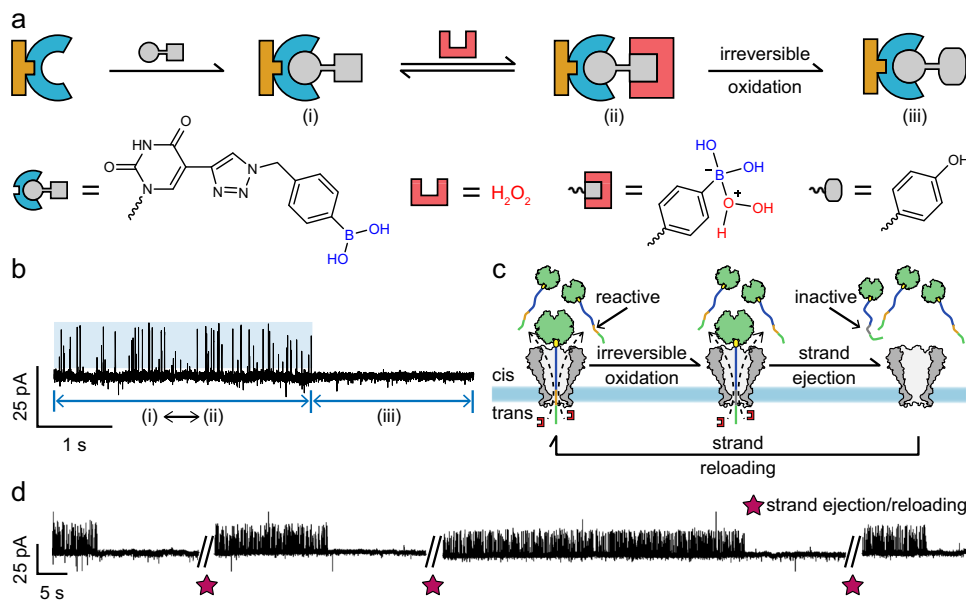 a
irreversible
oxidation
(i)
(ii)
(iii)
O
HN
O
N
N
N=N
B
OH
HO
= H₂O₂
HO
B
OH
−
+
O
OH
H
OH
b
25 pA
1 s
(i) ⟷ (ii)
(iii)
c
reactive
inactive
irreversible
oxidation
strand
ejection
cis
trans
strand
reloading
d
strand ejection/reloading
25 pA
5 s